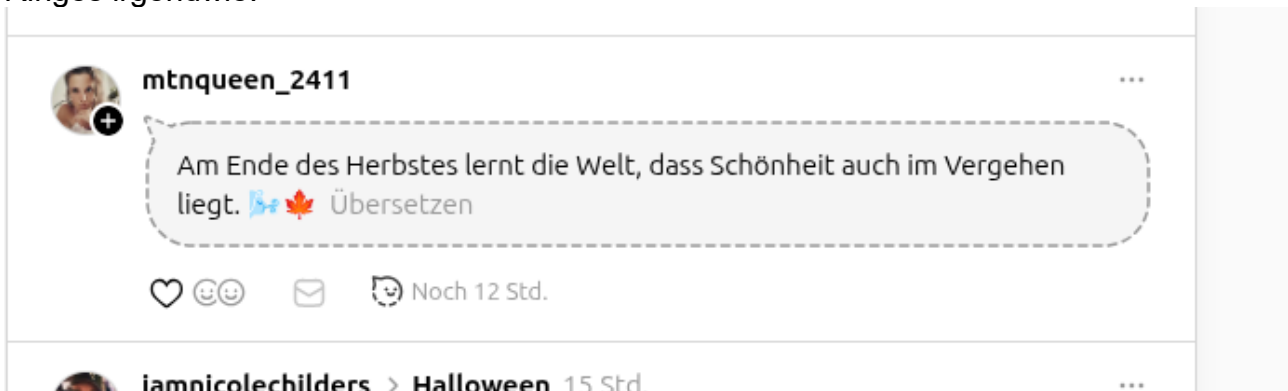 mtnqueen_2411
Am Ende des Herbstes lernt die Welt, dass Schönheit auch im Vergehen
liegt. 🌬️🍁 Übersetzen
Noch 12 Std.
iamnicolechilders > Halloween 15 Std.